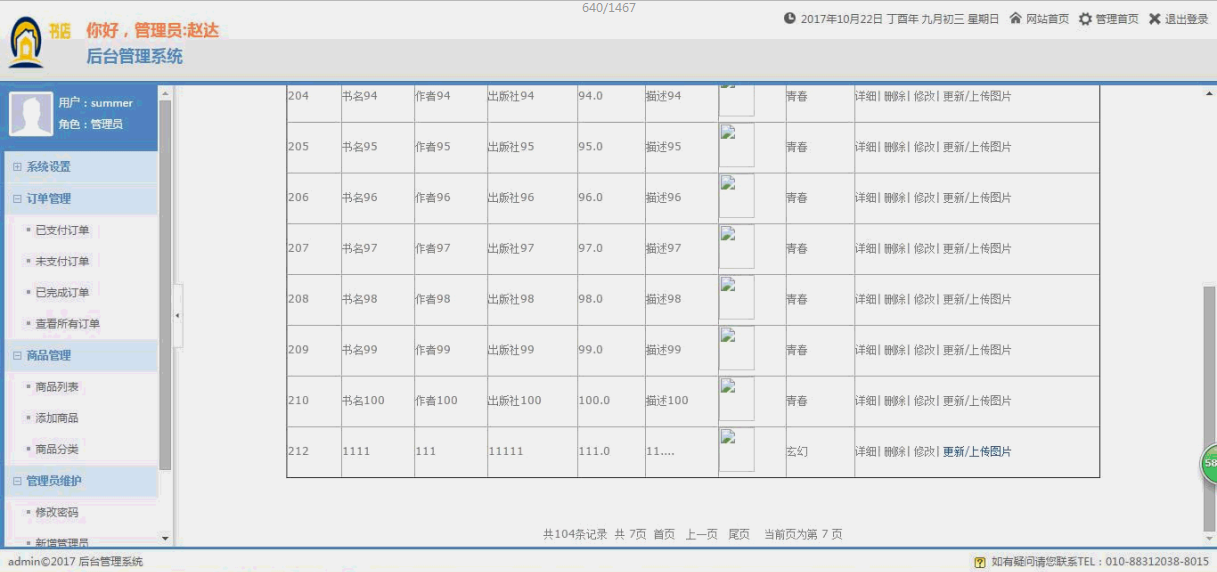 640/1467
书店
你好，管理员:赵达
2017年10月22日 丁酉年 九月初三 星期日 网站首页 管理首页 退出登录
后台管理系统
用户：summer
角色：管理员
系统设置
订单管理
已支付订单
未支付订单
已完成订单
查看所有订单
商品管理
商品列表
添加商品
商品分类
管理员维护
修改密码
新增管理员
204 书名94 作者94 出版社94 94.0 描述94 青春 详细| 删除| 修改| 更新/上传图片
205 书名95 作者95 出版社95 95.0 描述95 青春 详细| 删除| 修改| 更新/上传图片
206 书名96 作者96 出版社96 96.0 描述96 青春 详细| 删除| 修改| 更新/上传图片
207 书名97 作者97 出版社97 97.0 描述97 青春 详细| 删除| 修改| 更新/上传图片
208 书名98 作者98 出版社98 98.0 描述98 青春 详细| 删除| 修改| 更新/上传图片
209 书名99 作者99 出版社99 99.0 描述99 青春 详细| 删除| 修改| 更新/上传图片
210 书名100 作者100 出版社100 100.0 描述100 青春 详细| 删除| 修改| 更新/上传图片
212 1111 111 11111 111.0 11.... 玄幻 详细| 删除| 修改| 更新/上传图片
58
共104条记录 共 7页 首页 上一页 尾页 当前页为第 7 页
admin©2017 后台管理系统
如有疑问请您联系TEL：010-88312038-8015